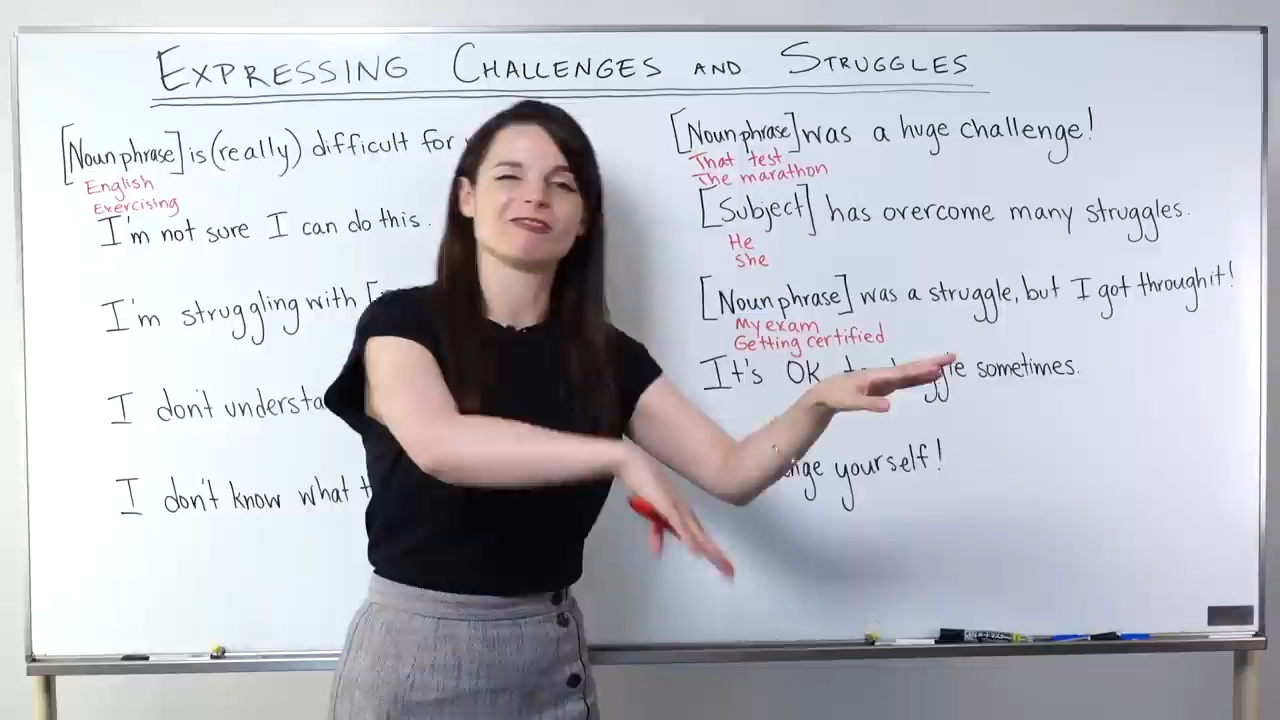 EXPRESSING CHALLENGES AND STRUGGLES
[Noun phrase] is (really) difficult for
English
Exercising
I'm not sure I can do this.
I'm struggling with [
I dont understa
I don't know what t
[Noun phrase] was a huge challenge!
That test
The marathon
[Subject] has overcome many struggles.
He
She
[Noun phrase] was a struggle, but I got through it!
My exam
Getting certified
It's OK sometimes.
yourself!